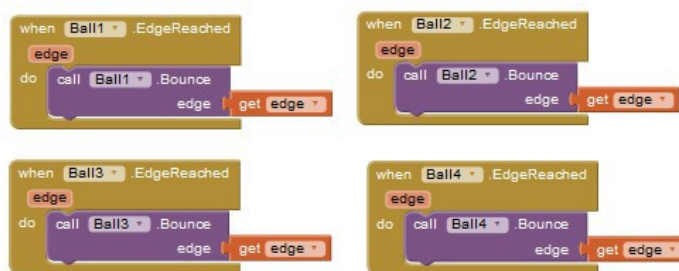 when Ball1 .EdgeReached
edge
do call Ball1 .Bounce
edge get edge
when Ball2 .EdgeReached
edge
do call Ball2 .Bounce
edge get edge
when Ball3 .EdgeReached
edge
do call Ball3 .Bounce
edge get edge
when Ball4 .EdgeReached
edge
do call Ball4 .Bounce
edge get edge